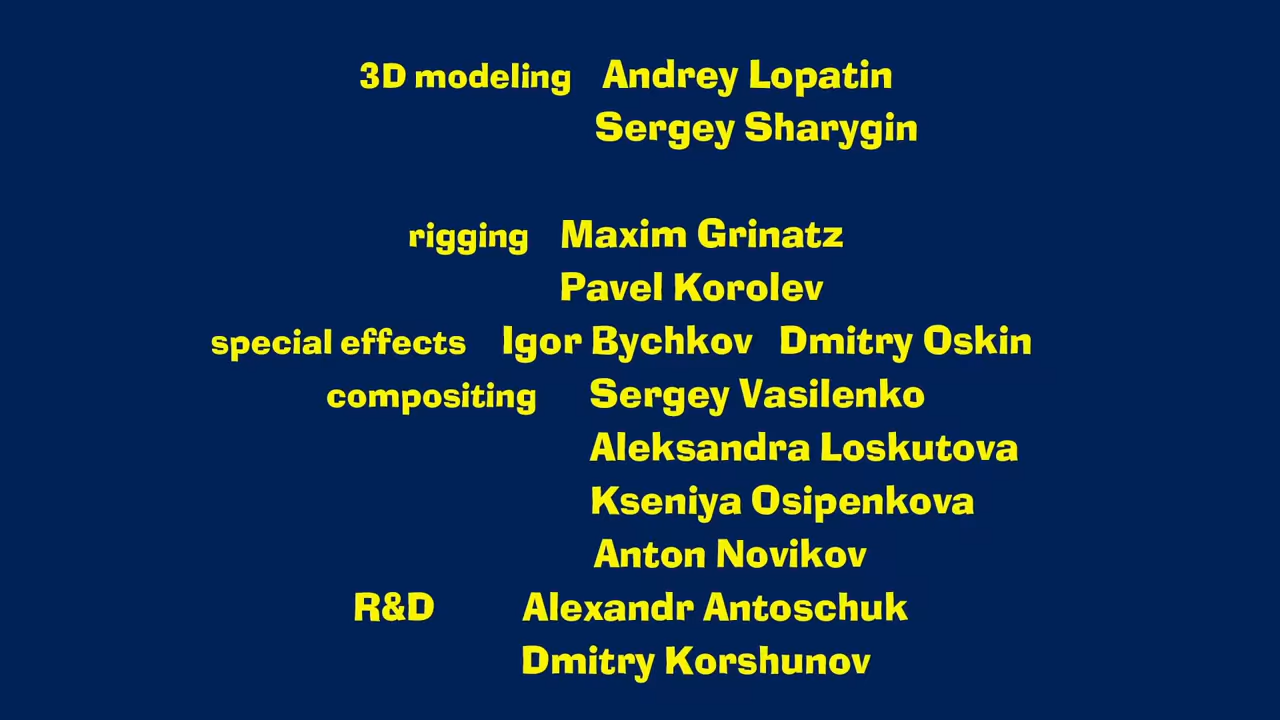 3D modeling Andrey Lopatin
Sergey Sharygin
rigging Maxim Grinatz
Pavel Korolev
special effects Igor Bychkov Dmitry Oskin
compositing Sergey Vasilenko
Aleksandra Loskutova
Kseniya Osipenkova
Anton Novikov
R&D Alexandr Antoschuk
Dmitry Korshunov